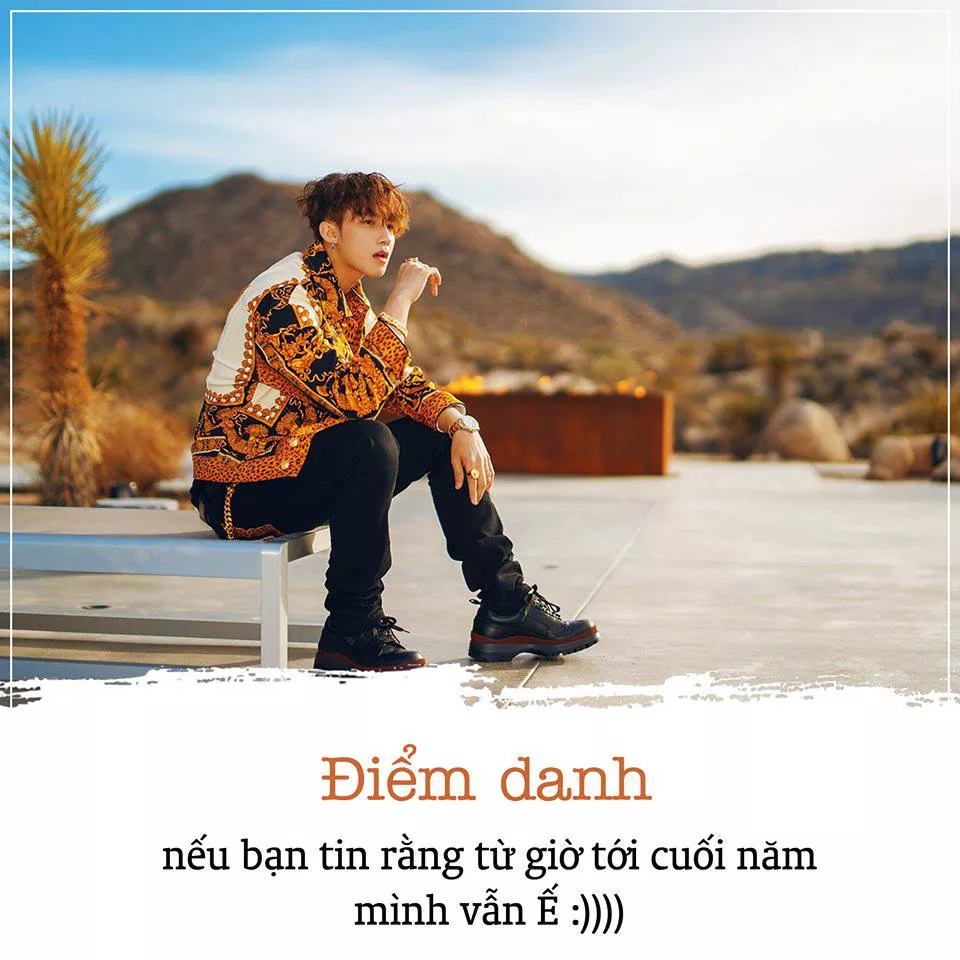 Điểm danh
nếu bạn tin rằng từ giờ tới cuối năm
mình vẫn Ế :))))